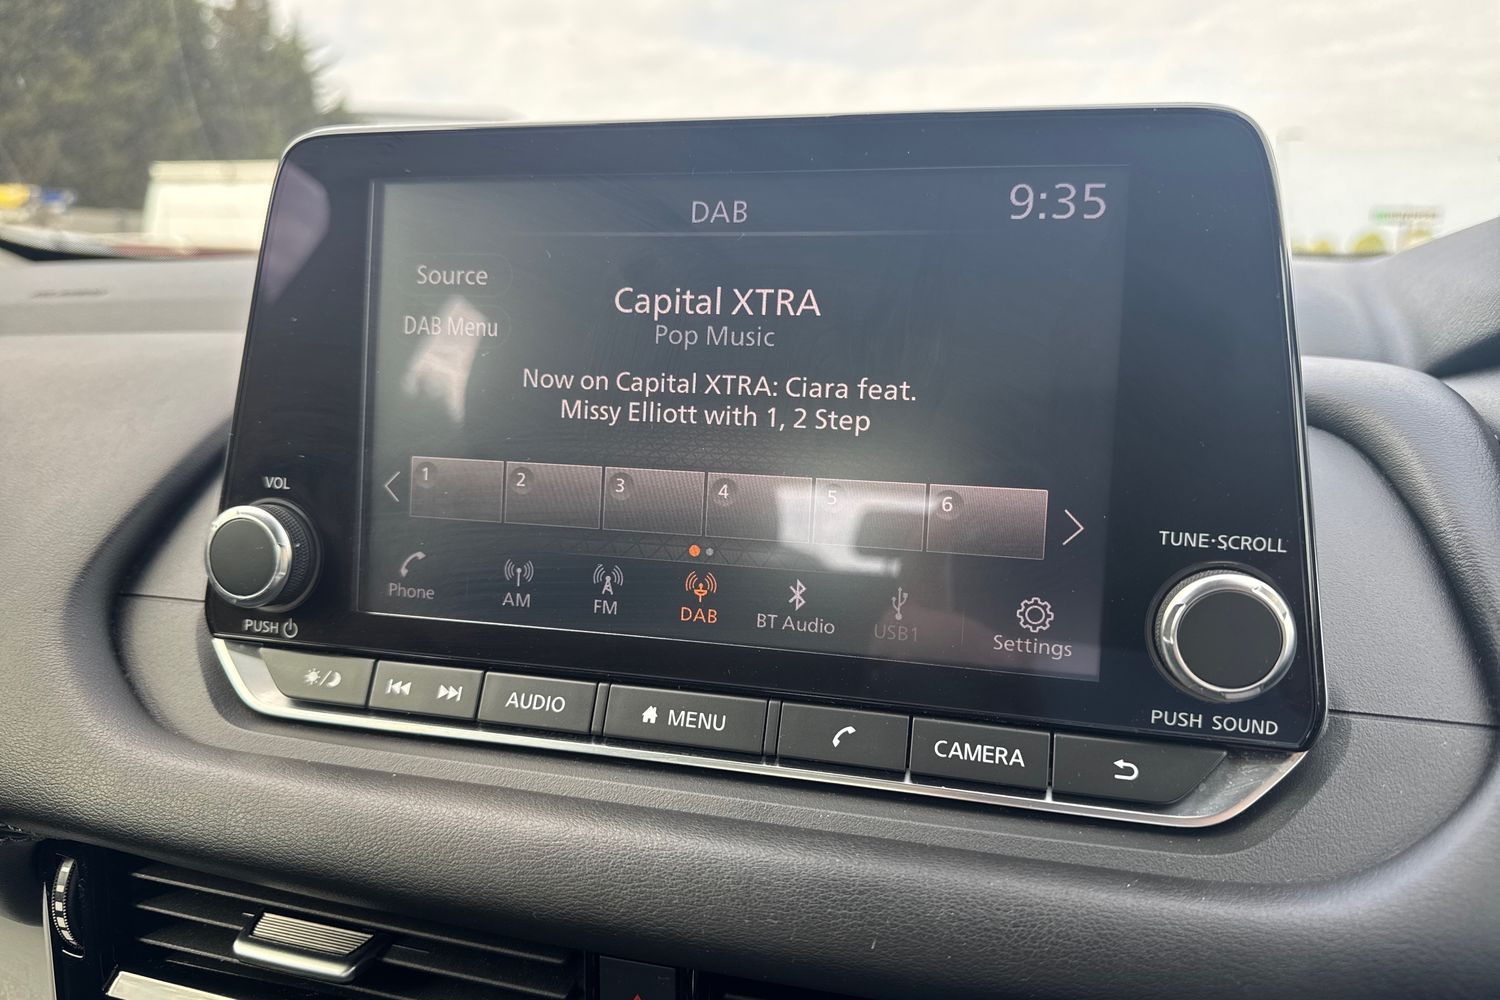 DAB
9:35
Source
Capital XTRA
DAB Menu
Pop Music
Now on Capital XTRA: Ciara feat.
Missy Elliott with 1, 2 Step
1 2 3 4 5 6
VOL
TUNE·SCROLL
Phone AM FM DAB BT Audio USB1 Settings
PUSH
PUSH SOUND
AUDIO
MENU
CAMERA